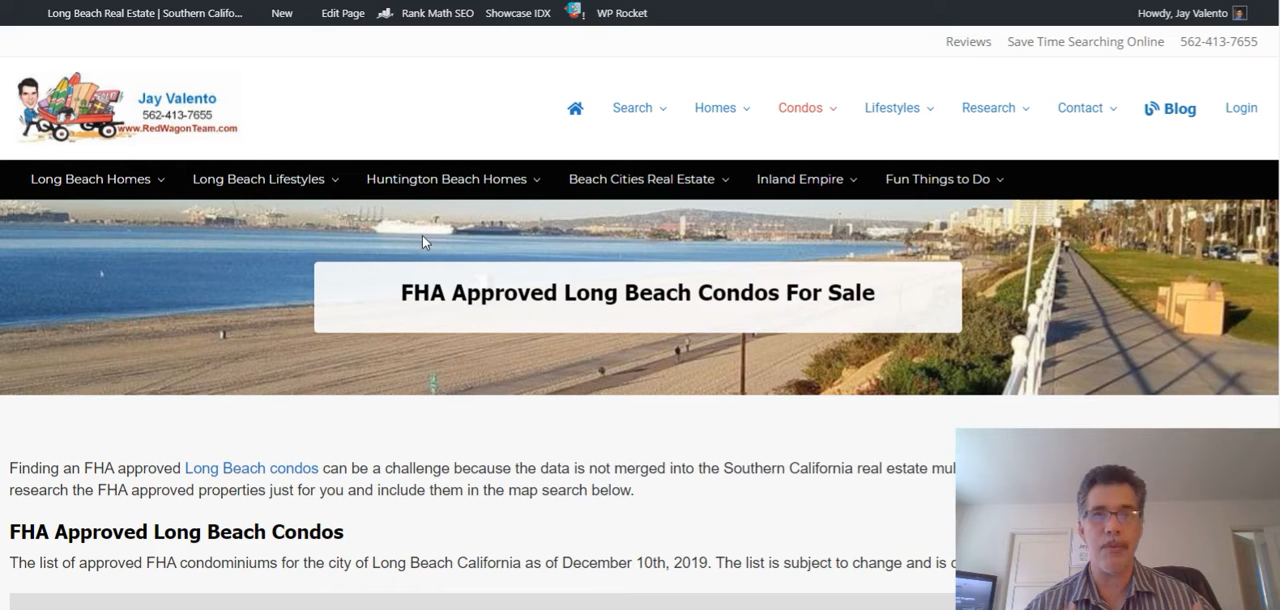 Long Beach Real Estate | Southern Califo...
New
Edit Page
Rank Math SEO
Showcase IDX
WP Rocket
Howdy, Jay Valento
Reviews
Save Time Searching Online
562-413-7655
Jay Valento
562-413-7655
www.RedWagonTeam.com
Search
Homes
Condos
Lifestyles
Research
Contact
Blog
Login
Long Beach Homes
Long Beach Lifestyles
Huntington Beach Homes
Beach Cities Real Estate
Inland Empire
Fun Things to Do
FHA Approved Long Beach Condos For Sale
Finding an FHA approved Long Beach condos can be a challenge because the data is not merged into the Southern California real estate mul
research the FHA approved properties just for you and include them in the map search below.
FHA Approved Long Beach Condos
The list of approved FHA condominiums for the city of Long Beach California as of December 10th, 2019. The list is subject to change and is